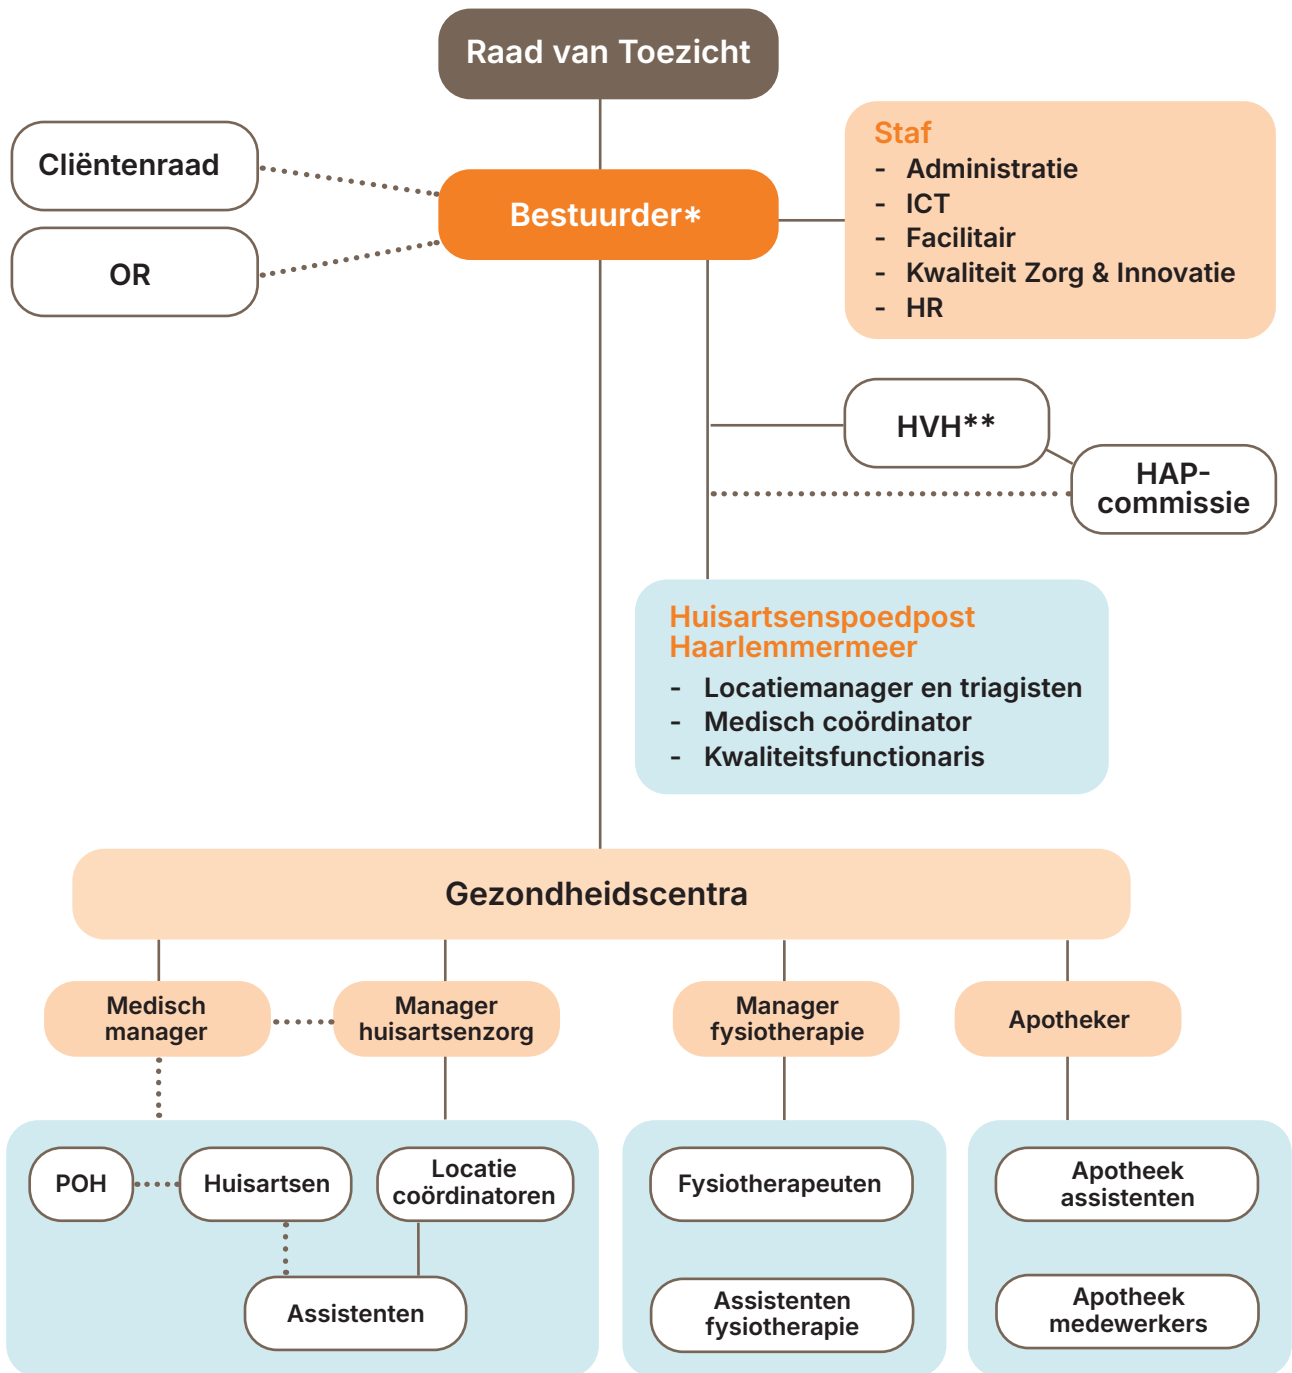 Raad van Toezicht
Cliëntenraad
OR
Bestuurder*
Staf
- Administratie
- ICT
- Facilitair
- Kwaliteit Zorg & Innovatie
- HR
HVH**
HAP-
commissie
Huisartsenspoedpost
Haarlemmermeer
- Locatiemanager en triagisten
- Medisch coördinator
- Kwaliteitsfunctionaris
Gezondheidscentra
Medisch
manager
Manager
huisartsenzorg
Manager
fysiotherapie
Apotheker
POH
Huisartsen
Locatie
coördinatoren
Assistenten
Fysiotherapeuten
Assistenten
fysiotherapie
Apotheek
assistenten
Apotheek
medewerkers